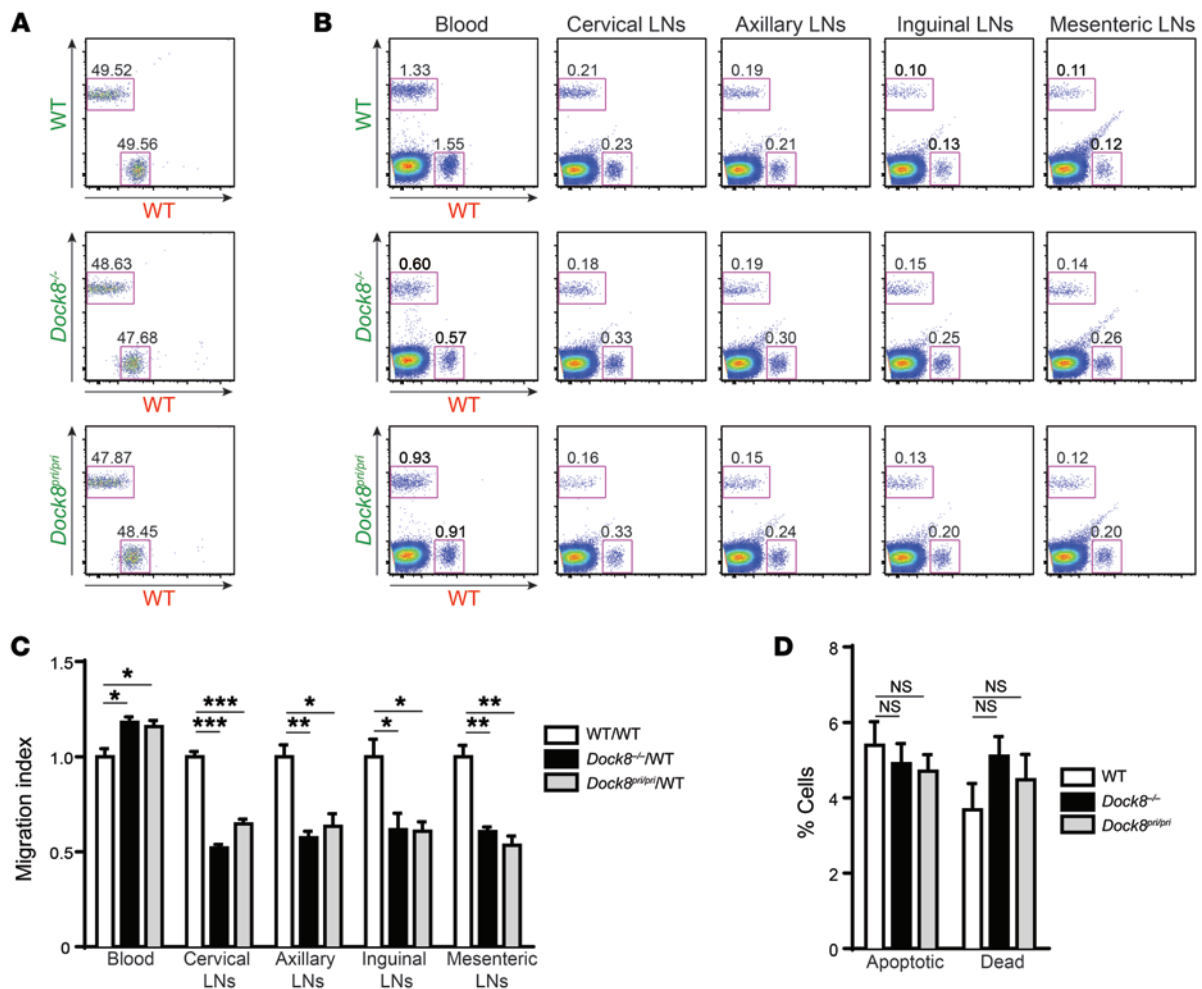 A
B
Blood Cervical LNs Axillary LNs Inguinal LNs Mesenteric LNs
WT
49.52
49.56
WT
WT
1.33 0.21 0.19 0.10 0.11
1.55 0.23 0.21 0.13 0.12
WT
Dock8-/-
48.63
47.68
WT
Dock8-/-
0.60 0.18 0.19 0.15 0.14
0.57 0.33 0.30 0.25 0.26
WT
Dock8pri/pri
47.87
48.45
WT
Dock8pri/pri
0.93 0.16 0.15 0.13 0.12
0.91 0.33 0.24 0.20 0.20
WT
C
Migration index
1.5
1.0
0.5
0
* * *** *** * ** * * ** **
Blood Cervical LNs Axillary LNs Inguinal LNs Mesenteric LNs
WT/WT
Dock8–/–/WT
Dock8pri/pri/WT
D
% Cells
8
6
4
2
0
NS NS
NS NS
Apoptotic Dead
WT
Dock8–/–
Dock8pri/pri